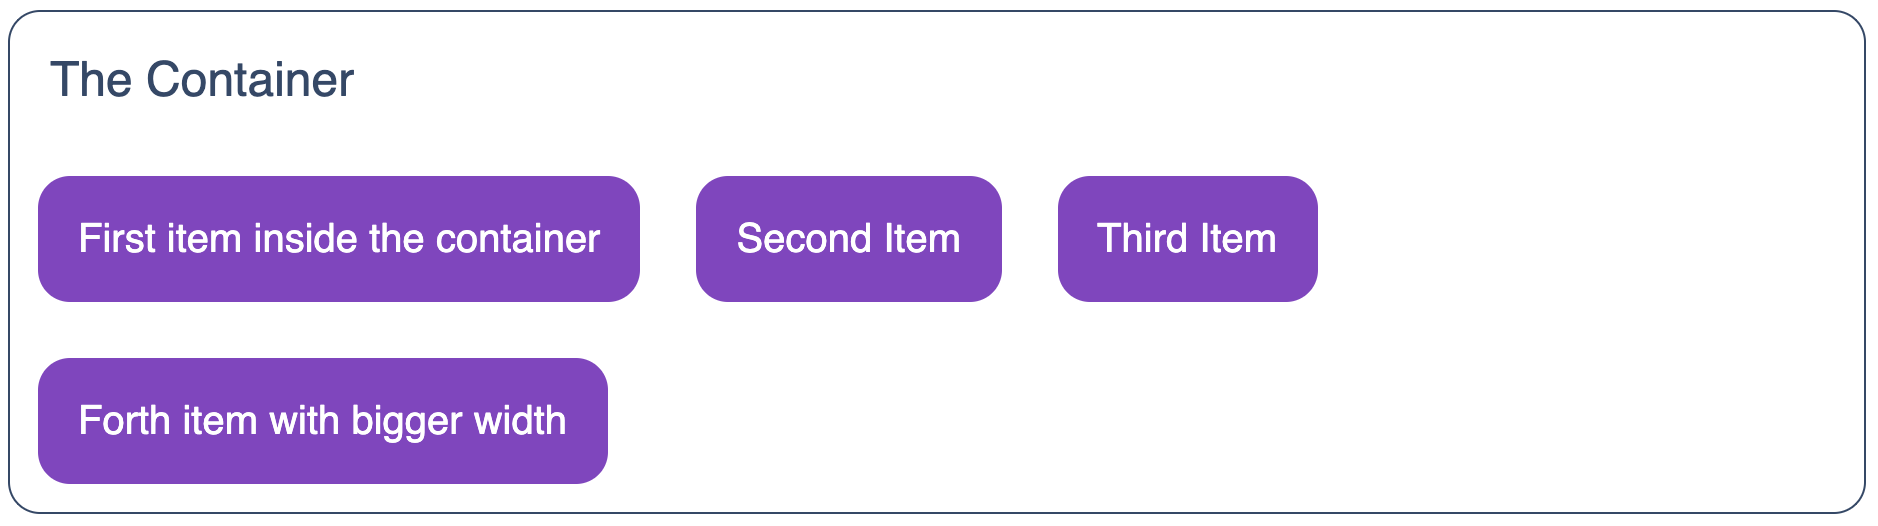 The Container
First item inside the container
Second Item
Third Item
Forth item with bigger width